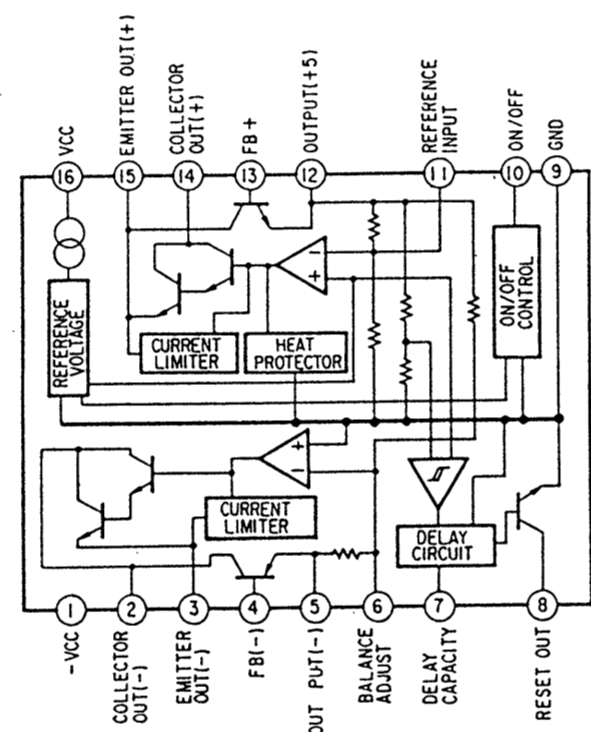 VCC
EMITTER OUT(+)
COLLECTOR
OUT(+)
FB+
OUTPUT(+5)
REFERENCE
INPUT
ON/OFF
GND
16
15
14
13
12
11
10
9
REFERENCE
VOLTAGE
CURRENT
LIMITER
HEAT
PROTECTOR
ON/OFF
CONTROL
-
+
+
-
CURRENT
LIMITER
DELAY
CIRCUIT
1
2
3
4
5
6
7
8
-VCC
COLLECTOR
OUT(-)
EMITTER
OUT(-)
FB(-)
OUT PUT(-)
BALANCE
ADJUST
DELAY
CAPACITY
RESET OUT